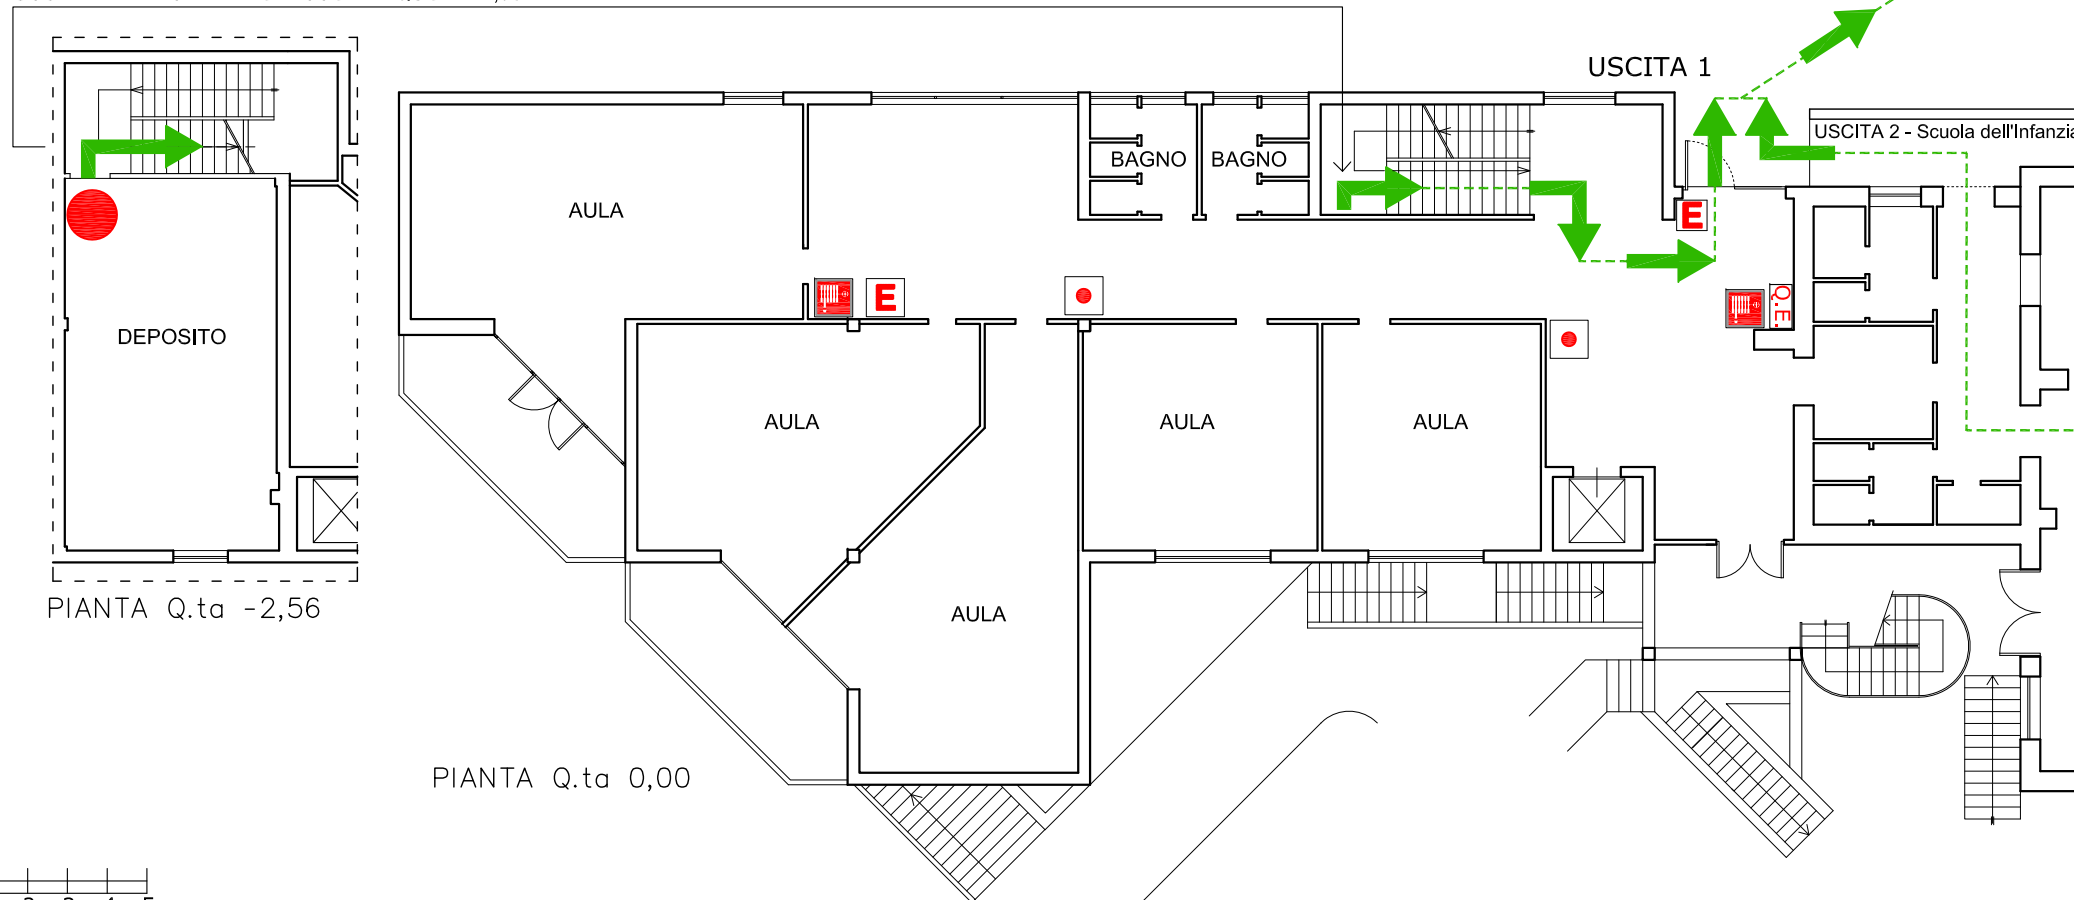 USCITA 1
USCITA 2 - Scuola dell'Infanzia
BAGNO
BAGNO
AULA
E
E
Q.E.
DEPOSITO
AULA
AULA
AULA
AULA
PIANTA Q.ta -2,56
PIANTA Q.ta 0,00